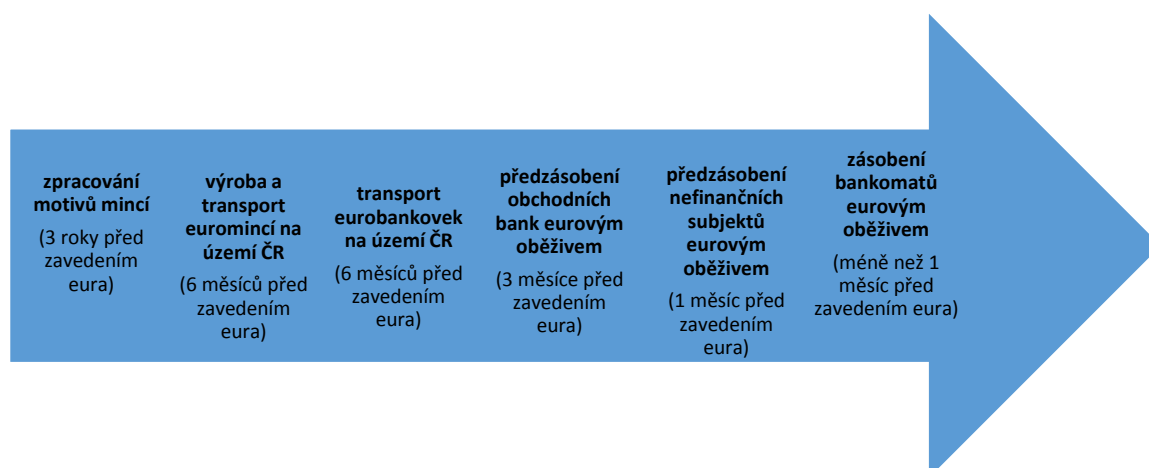 zpracování
motivů mincí
(3 roky před
zavedením
eura)
výroba a
transport
euromincí na
území ČR
(6 měsíců před
zavedením
eura)
transport
eurobankovek
na území ČR
(6 měsíců před
zavedením
eura)
předzásobení
obchodních
bank eurovým
oběživem
(3 měsíce před
zavedením
eura)
předzásobení
nefinančních
subjektů
eurovým
oběživem
(1 měsíc před
zavedením
eura)
zásobení
bankomatů
eurovým
oběživem
(méně než 1
měsíc před
zavedením eura)